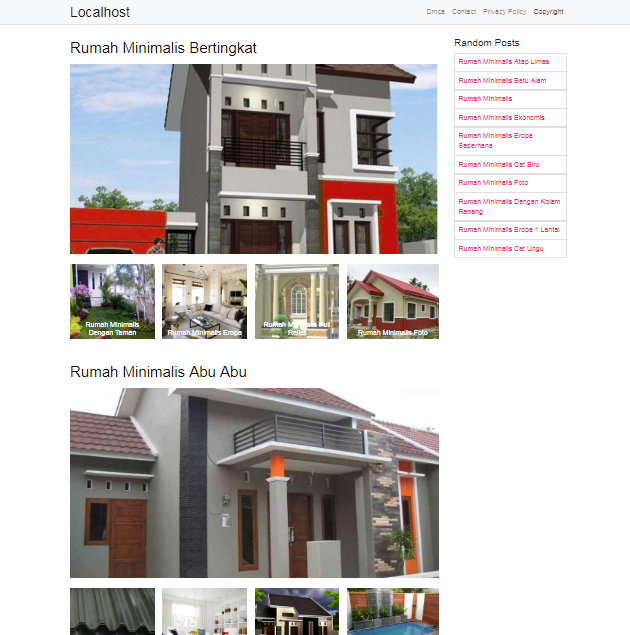 Localhost
Dmca Contact Privacy Policy Copyright
Rumah Minimalis Bertingkat
Rumah Minimalis
Dengan Taman
Rumah Minimalis Eropa
Rumah Minimalis Full
Relief
Rumah Minimalis Foto
Rumah Minimalis Abu Abu
Random Posts
Rumah Minimalis Atap Limas
Rumah Minimalis Batu Alam
Rumah Minimalis
Rumah Minimalis Ekonomis
Rumah Minimalis Eropa
Sederhana
Rumah Minimalis Cat Biru
Rumah Minimalis Foto
Rumah Minimalis Dengan Kolam
Renang
Rumah Minimalis Eropa 1 Lantai
Rumah Minimalis Cat Ungu